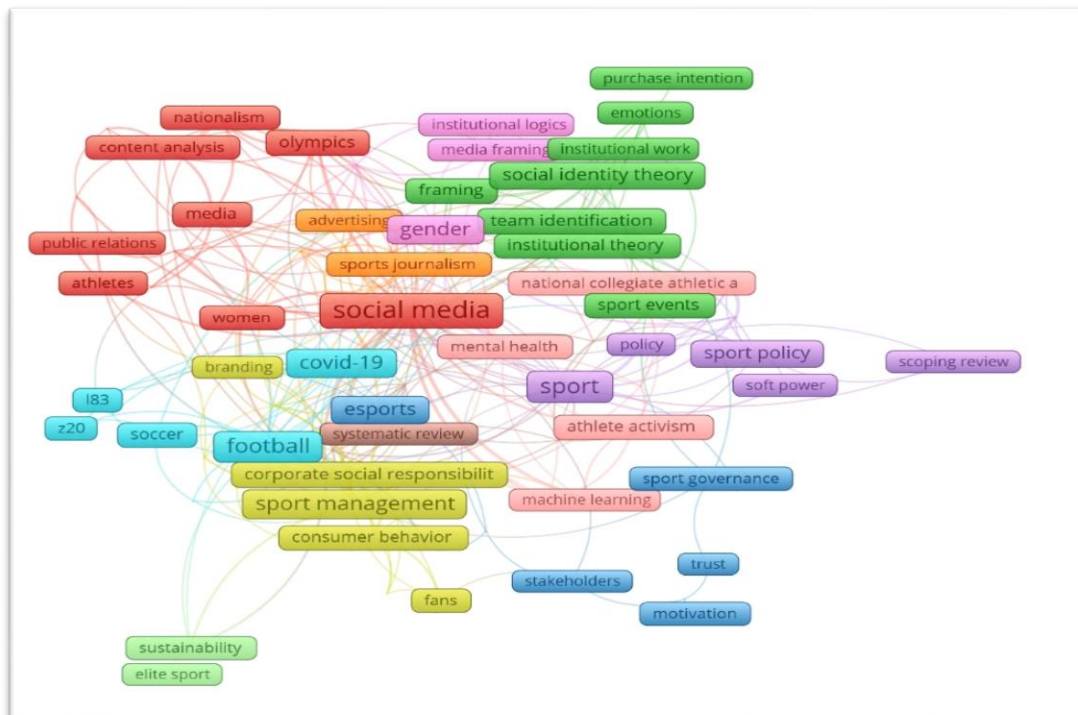 purchase intention
emotions
nationalism
institutional logics
olympics
content analysis
media framing
institutional work
social identity theory
framing
media
advertising
team identification
gender
public relations
institutional theory
sports journalism
athletes
national collegiate athletic a
sport events
social media
women
mental health
policy
sport policy
scoping review
covid-19
branding
sport
soft power
l83
esports
z20
soccer
systematic review
athlete activism
football
corporate social responsibilit
sport governance
sport management
machine learning
consumer behavior
trust
stakeholders
fans
motivation
sustainability
elite sport